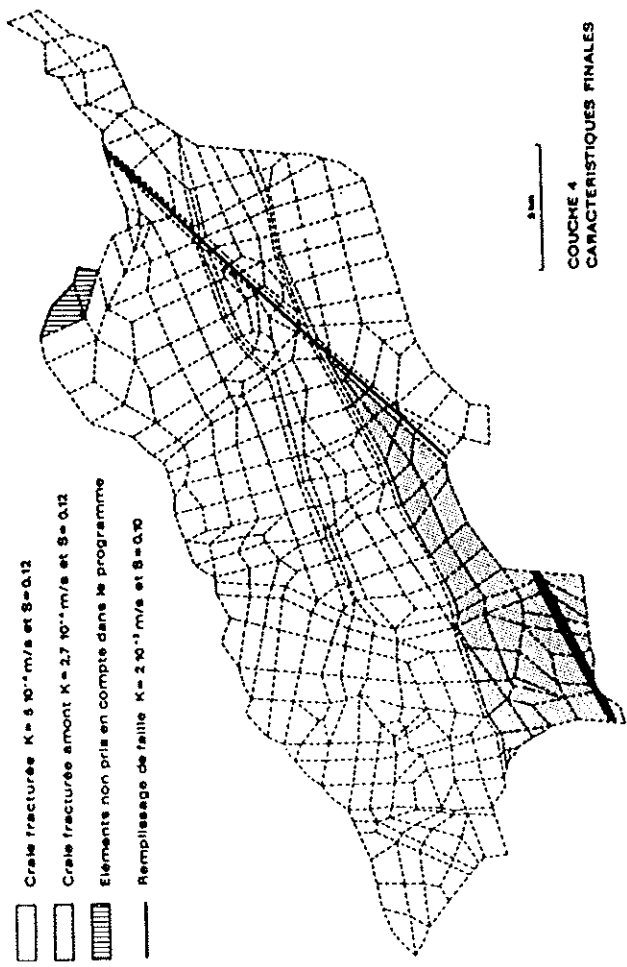 Craie fracturée K= 5 10⁻⁴ m/s et S=0.12
Craie fracturée amont K= 2,7 10⁻⁴ m/s et S= 0.12
Eléments non pris en compte dans le programme
Remplissage de faille K= 2 10⁻³ m/s et S=0.10
COUCHE 4
CARACTERISTIQUES FINALES